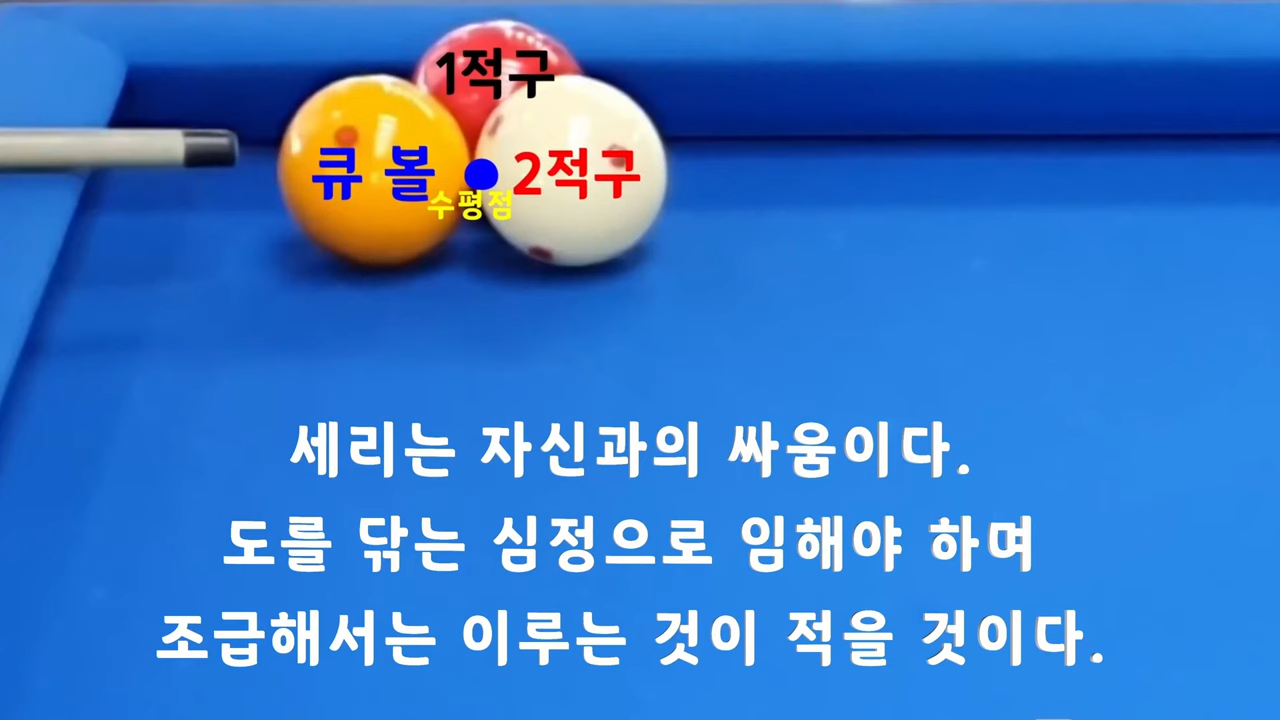 1적구
큐 볼 ● 2적구
수평점
세리는 자신과의 싸움이다.
도를 닦는 심정으로 임해야 하며
조급해서는 이루는 것이 적을 것이다.